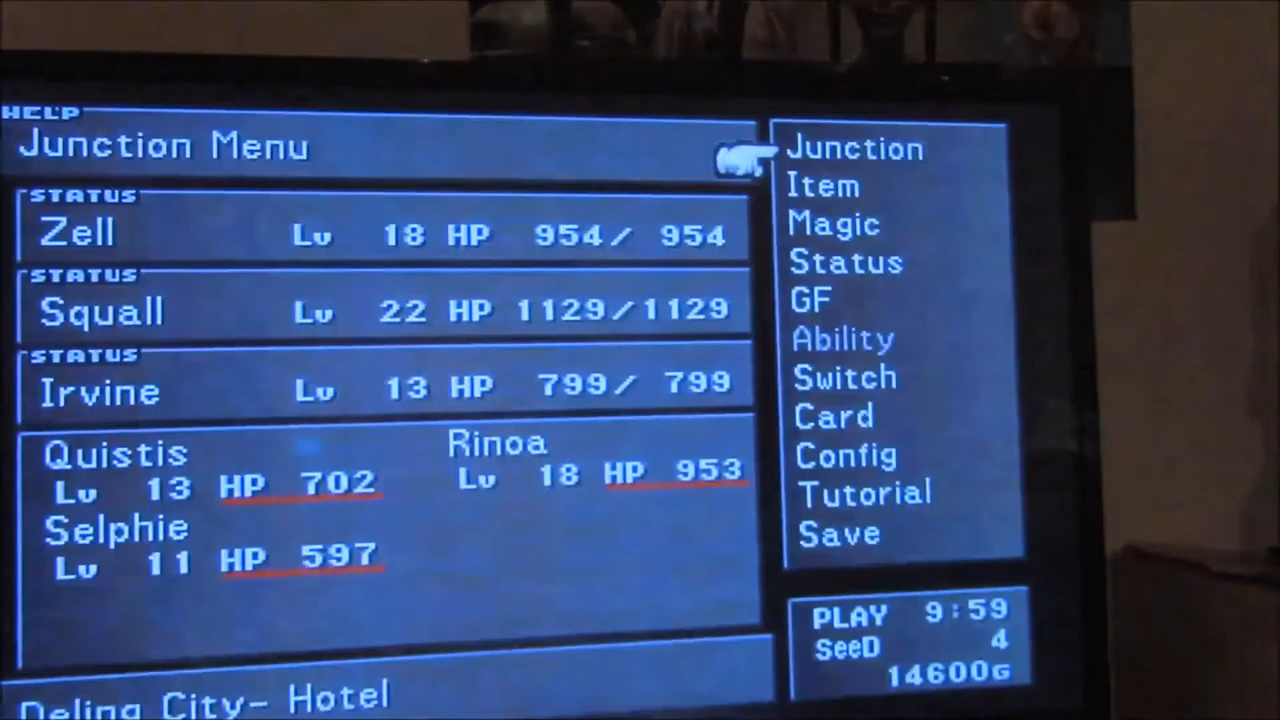 HELP
Junction Menu
STATUS
Zell Lv 18 HP 954/ 954
STATUS
Squall Lv 22 HP 1129/1129
STATUS
Irvine Lv 13 HP 799/ 799
Quistis
Lv 13 HP 702
Rinoa
Lv 18 HP 953
Selphie
Lv 11 HP 597
Deling City- Hotel
Junction
Item
Magic
Status
GF
Ability
Switch
Card
Config
Tutorial
Save
PLAY 9:59
SeeD 4
14600G